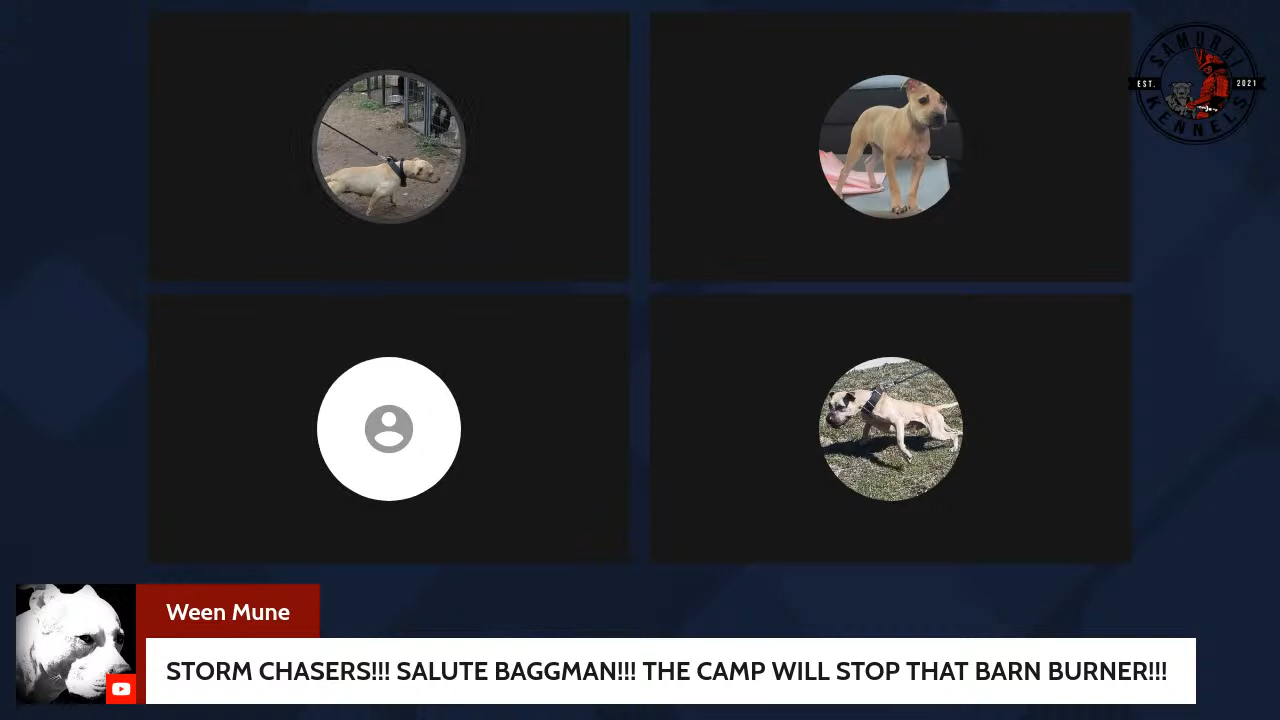 SAMURAI
EST. 2021
KENNELS
Ween Mune
STORM CHASERS!!! SALUTE BAGGMAN!!! THE CAMP WILL STOP THAT BARN BURNER!!!